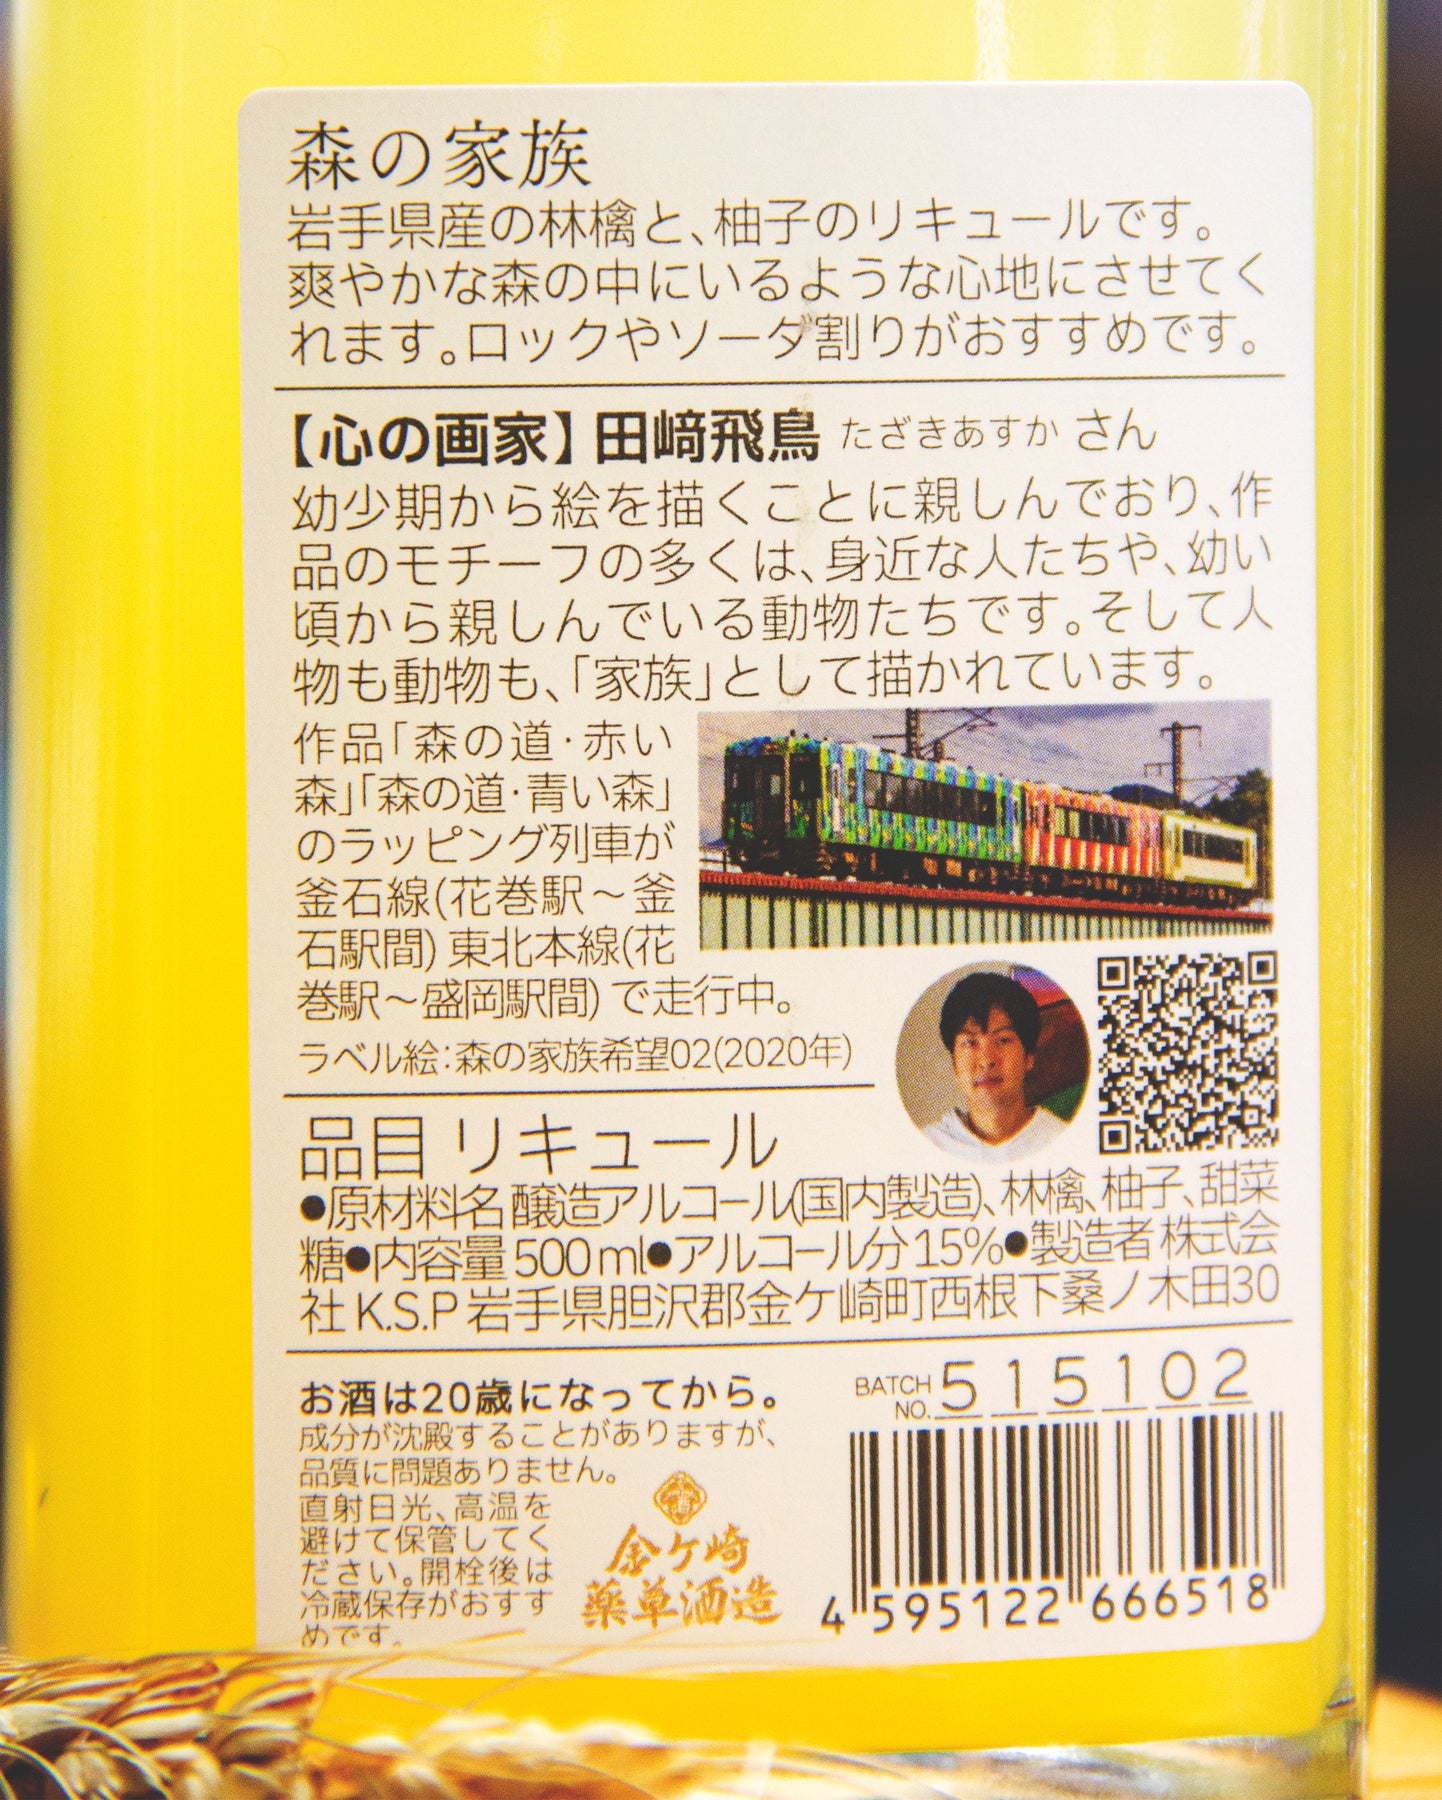 森の家族
岩手県産の林檎と、柚子のリキュールです。
爽やかな森の中にいるような心地にさせてく
れます。ロックやソーダ割りがおすすめです。
【心の画家】田﨑飛鳥 たざきあすか さん
幼少期から絵を描くことに親しんでおり、作
品のモチーフの多くは、身近な人たちや、幼い
頃から親しんでいる動物たちです。そして人
物も動物も、「家族」として描かれています。
作品「森の道・赤い
森」「森の道・青い森」
のラッピング列車が
釜石線(花巻駅～釜
石駅間) 東北本線(花
巻駅～盛岡駅間) で走行中。
ラベル絵：森の家族希望02(2020年)
品目 リキュール
●原材料名 醸造アルコール(国内製造)、林檎、柚子、甜菜
糖●内容量 500ml●アルコール分 15%●製造者 株式会
社 K.S.P 岩手県胆沢郡金ケ崎町西根下桑ノ木田30
お酒は20歳になってから。
成分が沈殿することがありますが、
品質に問題ありません。
直射日光、高温を
避けて保管してく
ださい。開栓後は
冷蔵保存がおすす
めです。
金ケ崎
薬草酒造
BATCH NO. 515102
4 595122 666518